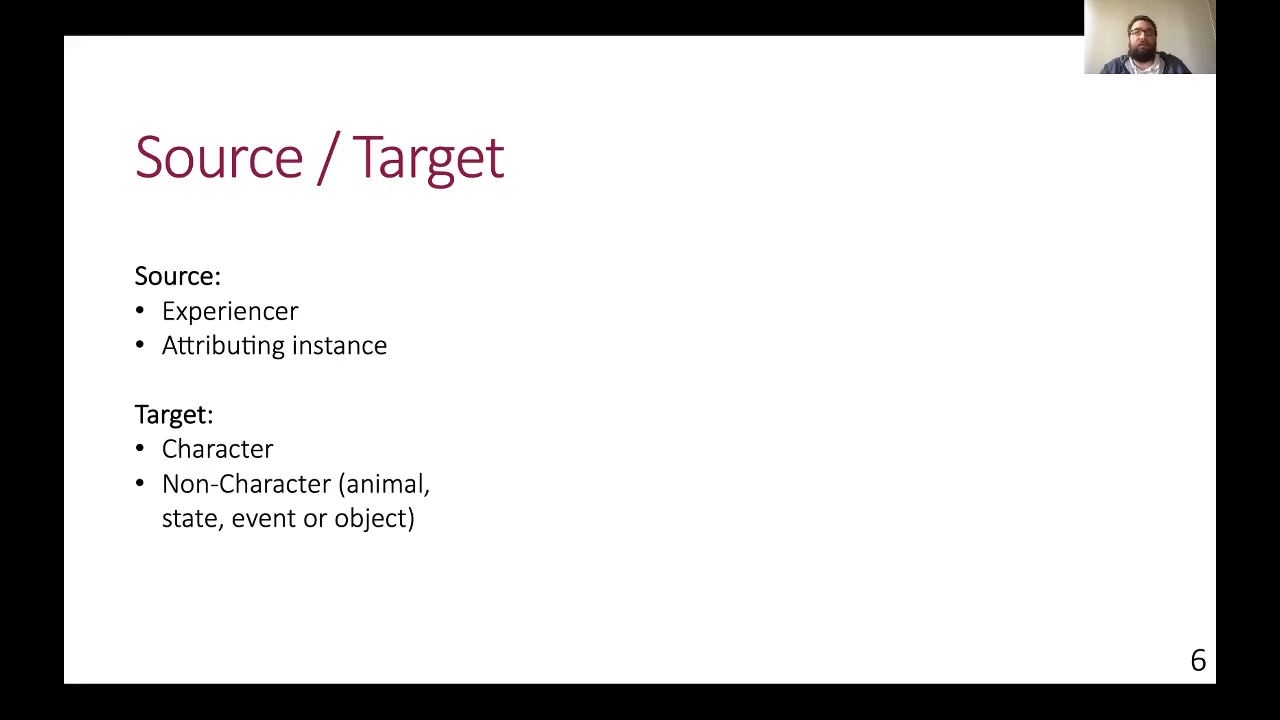 Source / Target
Source:
• Experiencer
• Attributing instance
Target:
• Character
• Non-Character (animal,
state, event or object)
6